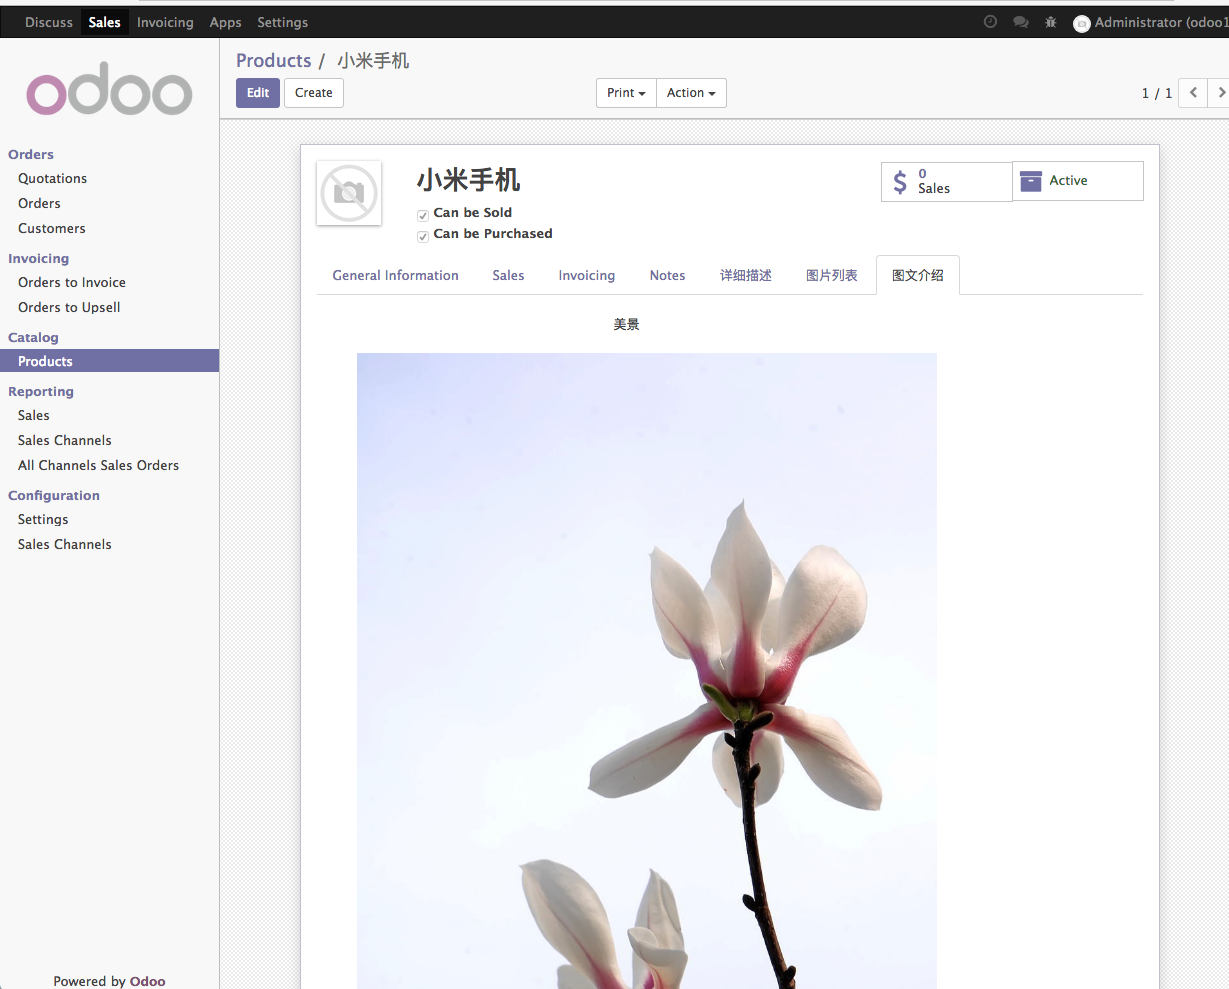 Discuss Sales Invoicing Apps Settings Administrator (odoo1
odoo
Orders
Quotations
Orders
Customers
Invoicing
Orders to Invoice
Orders to Upsell
Catalog
Products
Reporting
Sales
Sales Channels
All Channels Sales Orders
Configuration
Settings
Sales Channels
Powered by Odoo
Products / 小米手机
Edit Create Print Action 1 / 1
小米手机
Can be Sold
Can be Purchased
0
Sales
Active
General Information Sales Invoicing Notes 详细描述 图片列表 图文介绍
美景